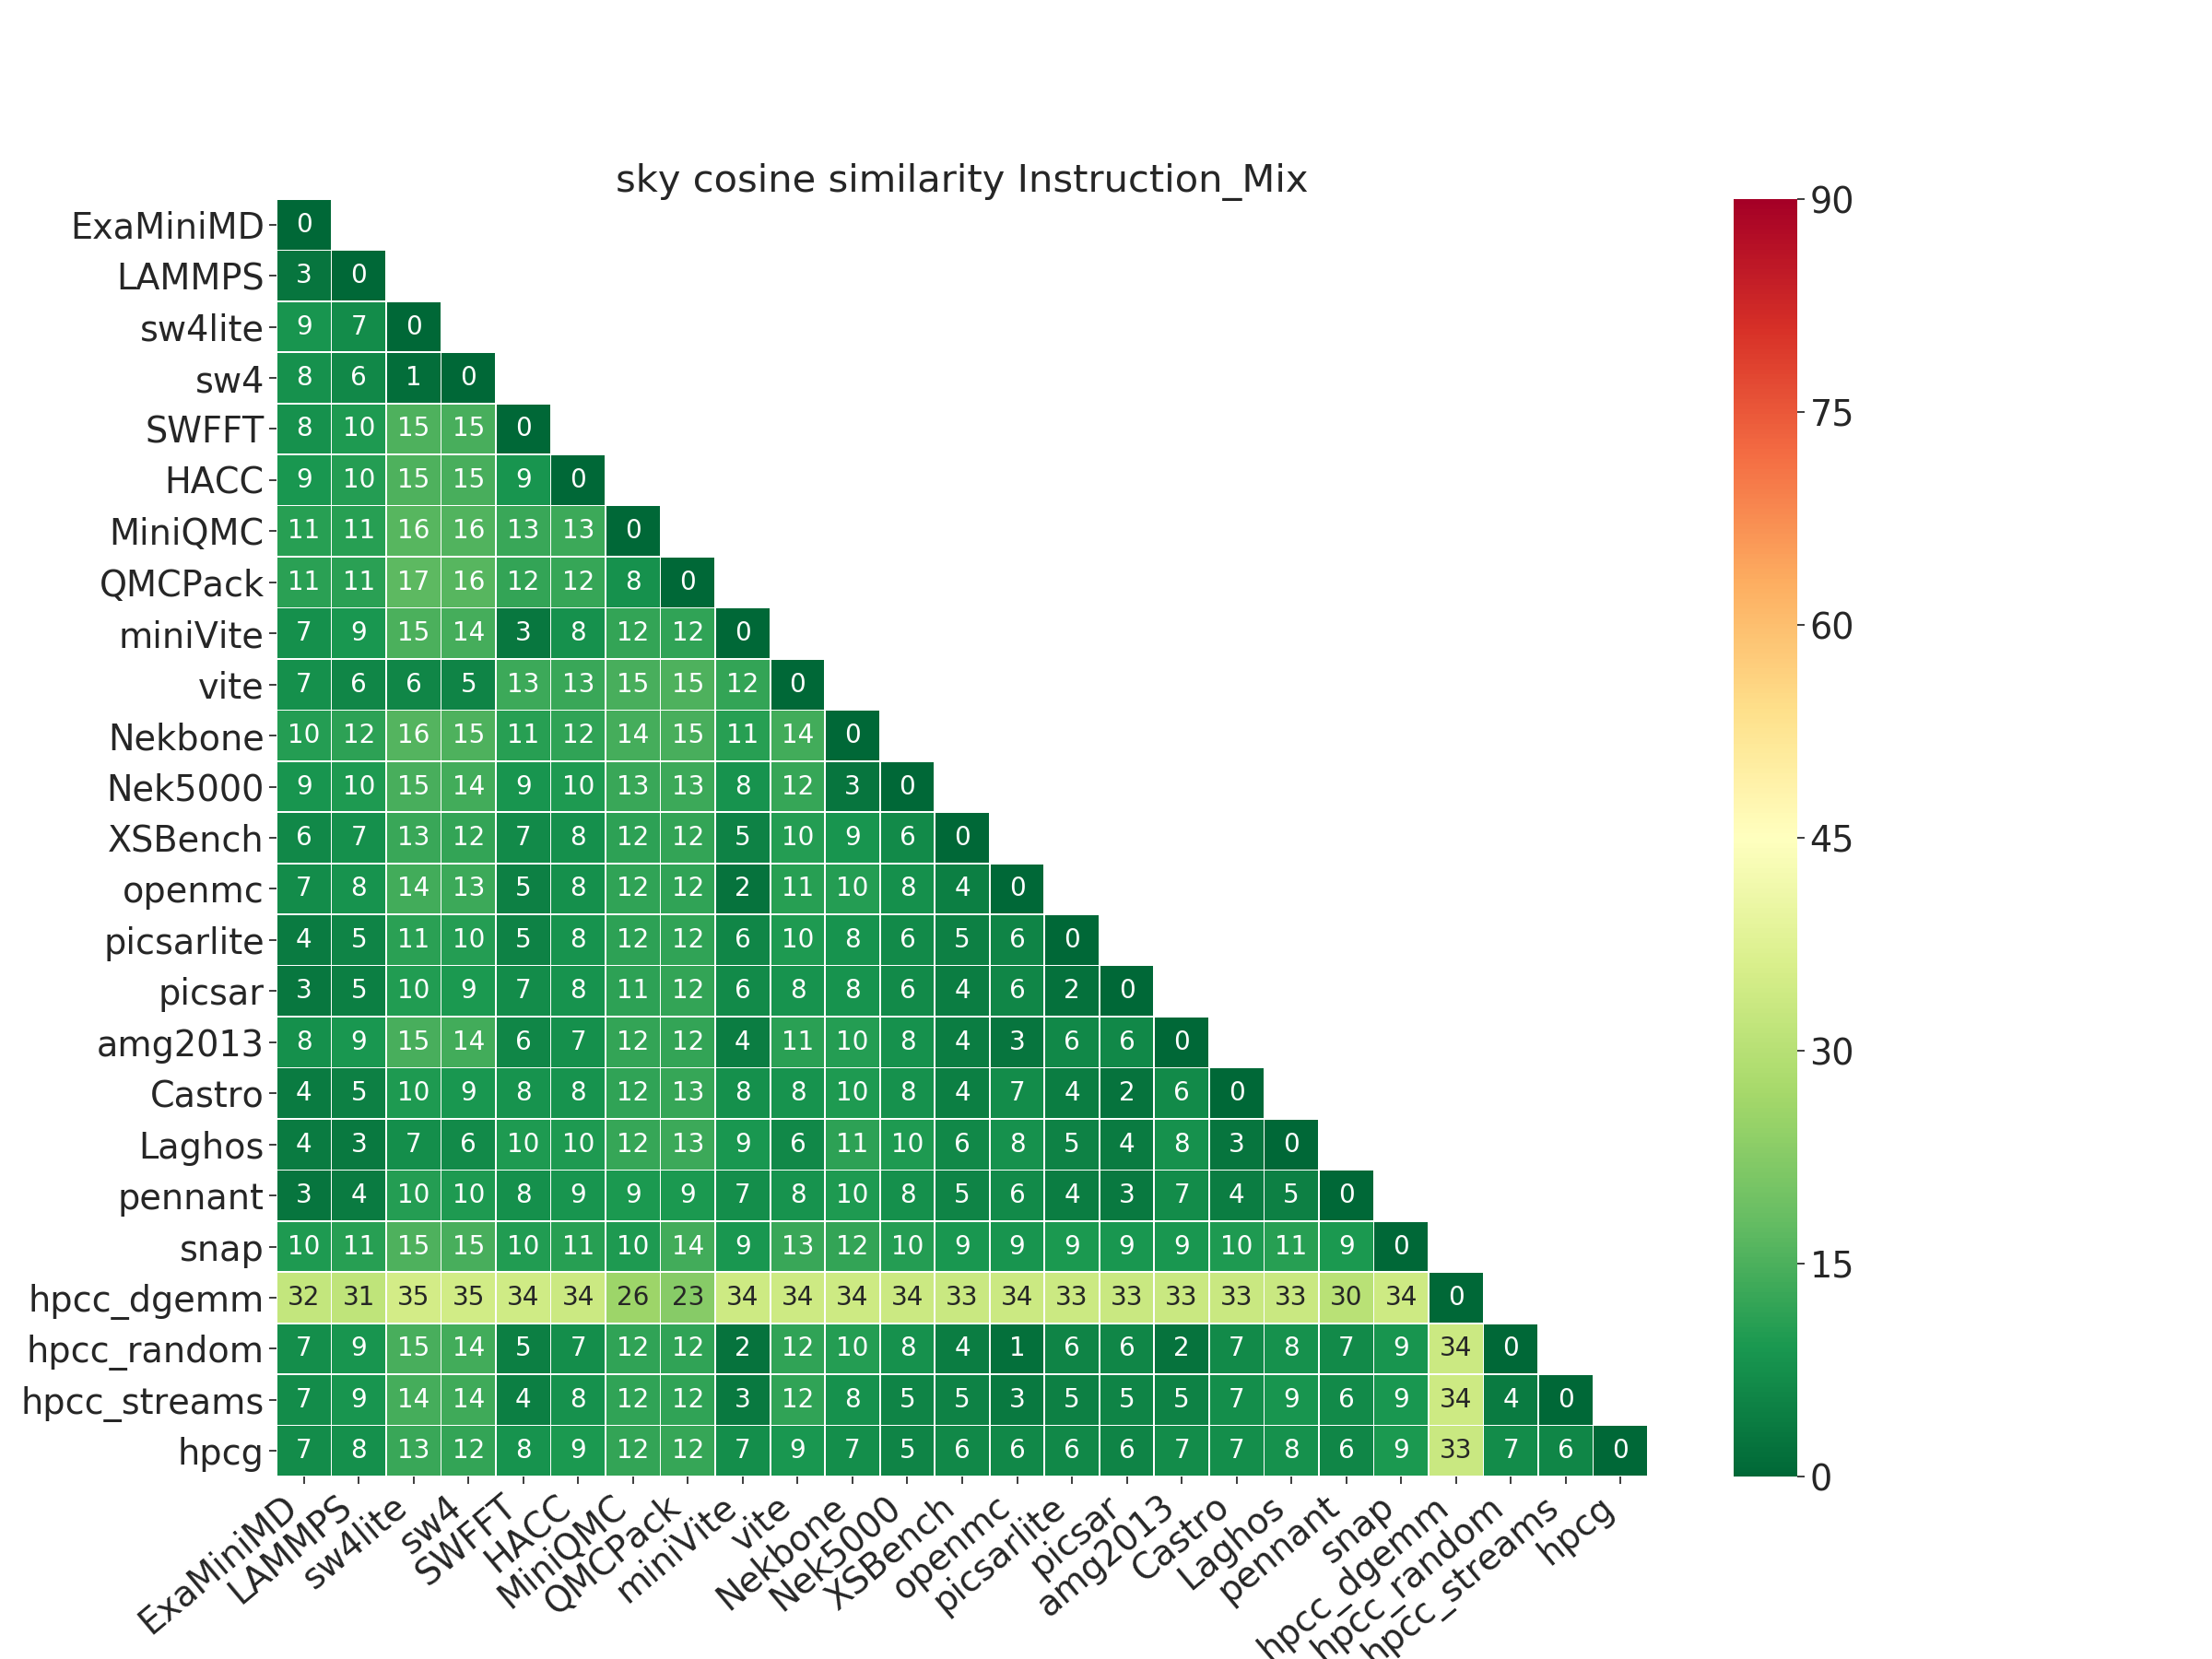 sky cosine similarity Instruction_Mix
ExaMiniMD 0
LAMMPS 3 0
sw4lite 9 7 0
sw4 8 6 1 0
SWFFT 8 10 15 15 0
HACC 9 10 15 15 9 0
MiniQMC 11 11 16 16 13 13 0
QMCPack 11 11 17 16 12 12 8 0
miniVite 7 9 15 14 3 8 12 12 0
vite 7 6 6 5 13 13 15 15 12 0
Nekbone 10 12 16 15 11 12 14 15 11 14 0
Nek5000 9 10 15 14 9 10 13 13 8 12 3 0
XSBench 6 7 13 12 7 8 12 12 5 10 9 6 0
openmc 7 8 14 13 5 8 12 12 2 11 10 8 4 0
picsarlite 4 5 11 10 5 8 12 12 6 10 8 6 5 6 0
picsar 3 5 10 9 7 8 11 12 6 8 8 6 4 6 2 0
amg2013 8 9 15 14 6 7 12 12 4 11 10 8 4 3 6 6 0
Castro 4 5 10 9 8 8 12 13 8 8 10 8 4 7 4 2 6 0
Laghos 4 3 7 6 10 10 12 13 9 6 11 10 6 8 5 4 8 3 0
pennant 3 4 10 10 8 9 9 9 7 8 10 8 5 6 4 3 7 4 5 0
snap 10 11 15 15 10 11 10 14 9 13 12 10 9 9 9 9 9 10 11 9 0
hpcc_dgemm 32 31 35 35 34 34 26 23 34 34 34 34 33 34 33 33 33 33 33 30 34 0
hpcc_random 7 9 15 14 5 7 12 12 2 12 10 8 4 1 6 6 2 7 8 7 9 34 0
hpcc_streams 7 9 14 14 4 8 12 12 3 12 8 5 5 3 5 5 5 7 9 6 9 34 4 0
hpcg 7 8 13 12 8 9 12 12 7 9 7 5 6 6 6 6 7 7 8 6 9 33 7 6 0
ExaMiniMD
LAMMPS
sw4lite
sw4
SWFFT
HACC
MiniQMC
QMCPack
miniVite
vite
Nekbone
Nek5000
XSBench
openmc
picsarlite
picsar
amg2013
Castro
Laghos
pennant
snap
hpcc_dgemm
hpcc_random
hpcc_streams
hpcg
90
75
60
45
30
15
0